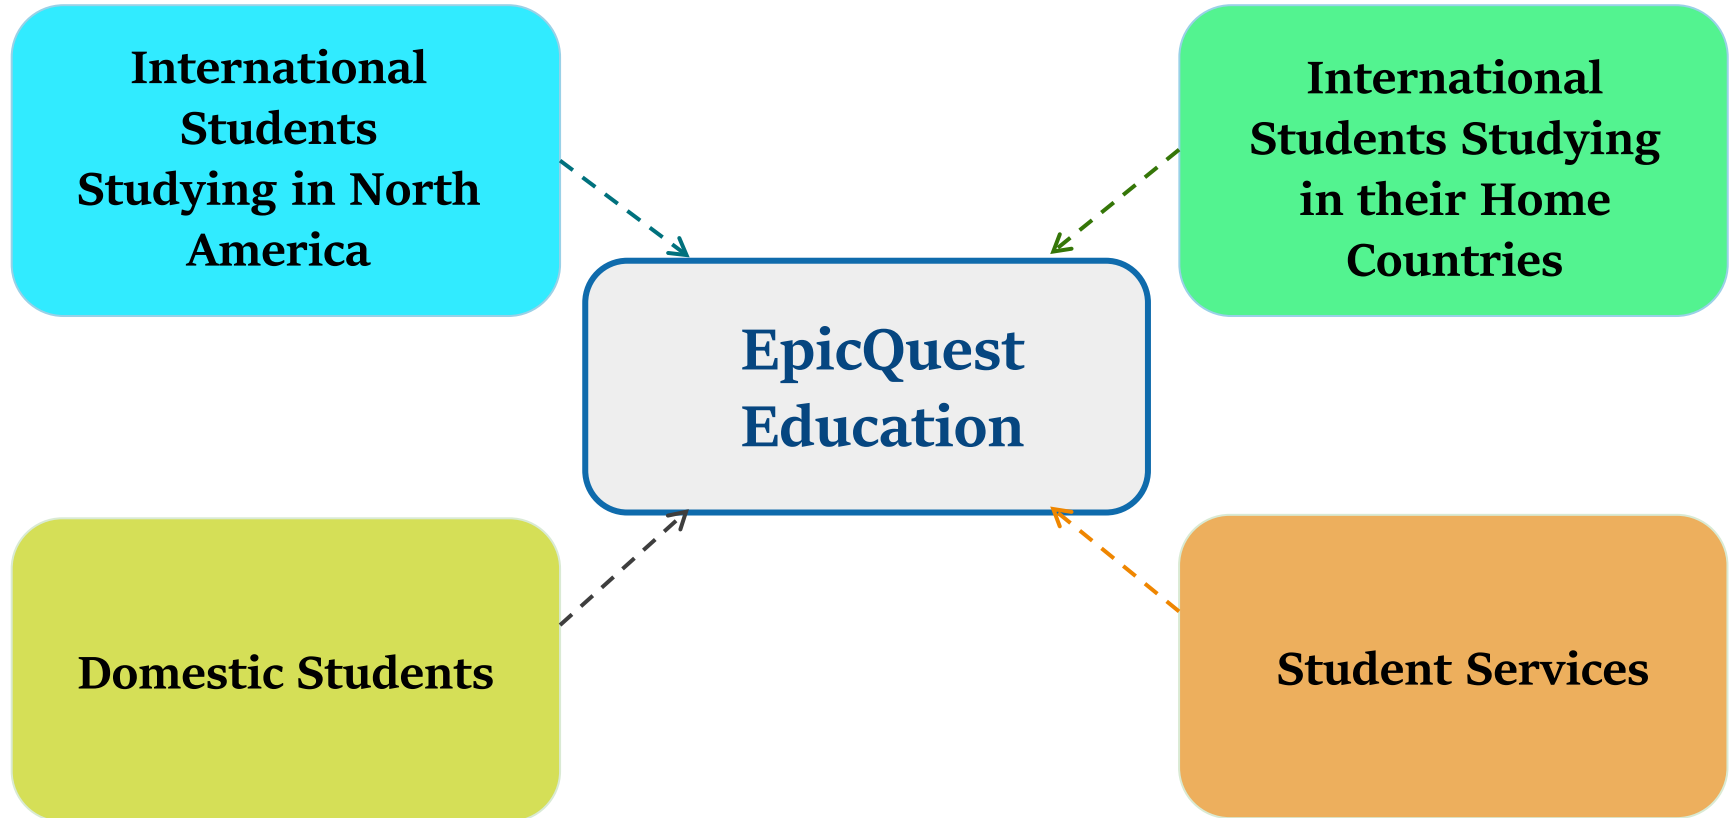 International
Students
Studying in North
America
International
Students Studying
in their Home
Countries
EpicQuest
Education
Domestic Students
Student Services